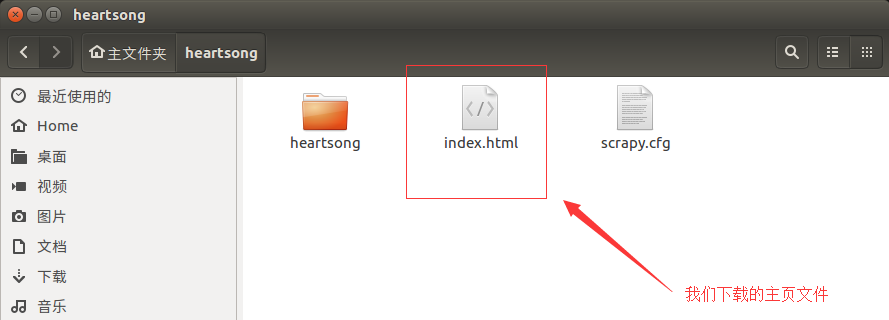 heartsong
主文件夹
heartsong
最近使用的
Home
桌面
视频
图片
文档
下载
音乐
heartsong
index.html
scrapy.cfg
我们下载的主页文件